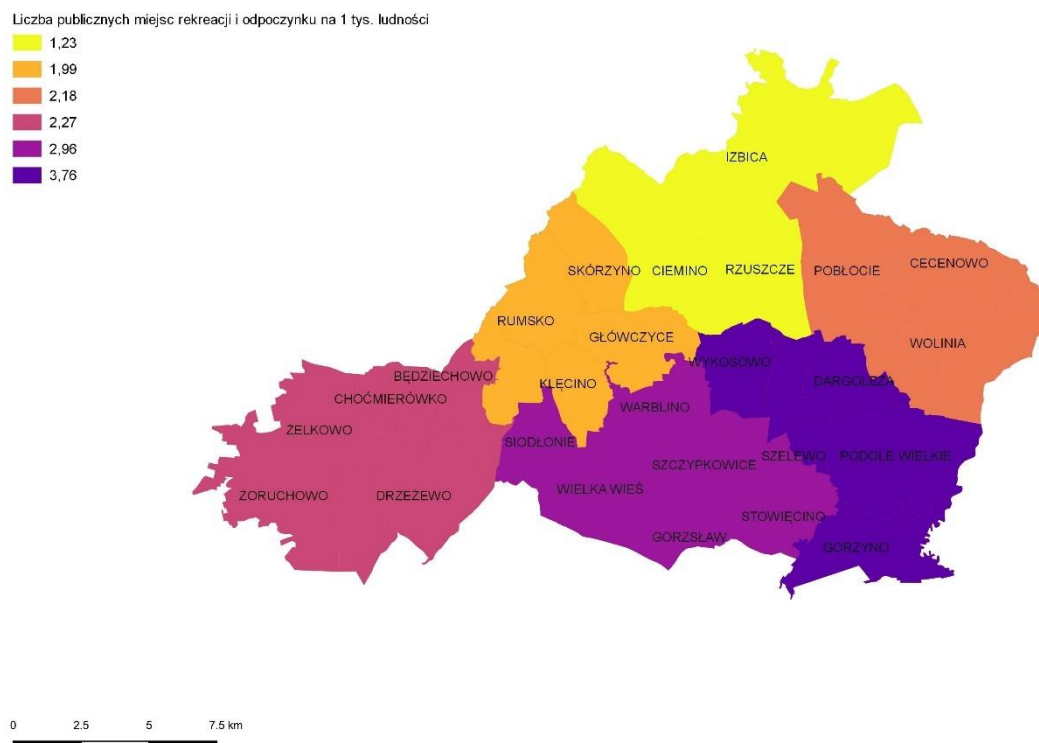 Liczba publicznych miejsc rekreacji i odpoczynku na 1 tys. ludności
1,23
1,99
2,18
2,27
2,96
3,76
IZBICA
SKÓRZYNO
CIEMINO
RZUSZCZE
POBŁOCIE
CECENOWO
RUMSKO
GŁÓWCZYCE
WOLINIA
WYKOSOWO
BĘDZIECHOWO
KLĘCINO
DARGOLEZA
CHOĆMIERÓWKO
WARBLINO
ŻELKOWO
SIODŁONIE
SZCZYPKOWICE
SZELEWO
PODOLE WIELKIE
ŻORUCHOWO
DRZEŻEWO
WIELKA WIEŚ
STOWIĘCINO
GORZSŁAW
GORZYNO
0 2.5 5 7.5 km